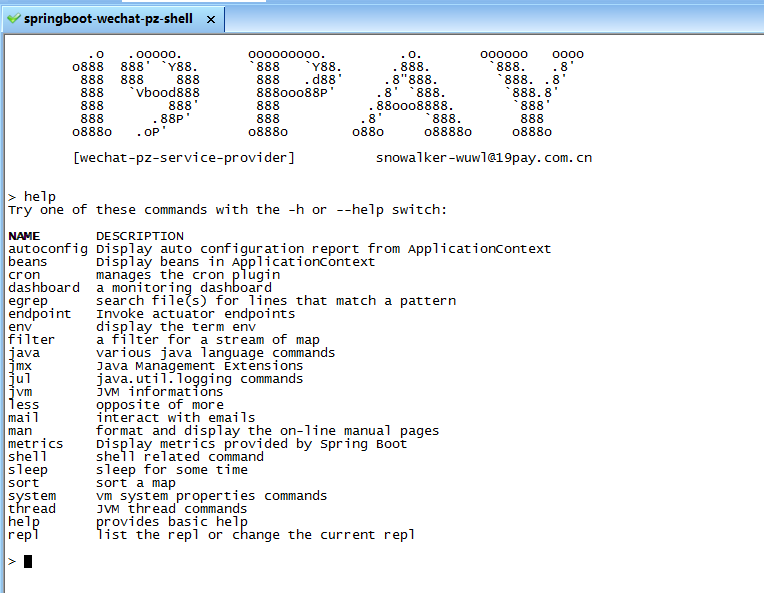 springboot-wechat-pz-shell
      .o   .ooooo.        ooooooooo.         .o.       oooooo   oooo
    o888  888' `Y88.      `888   `Y88.      .888.       `888.   .8'
     888  888    888       888   .d88'     .8"888.       `888. .8'
     888   `Vbood888       888ooo88P'     .8' `888.       `888.8'
     888        888'       888           .88ooo8888.       `888'
     888      .88P'        888          .8'     `888.       888
    o888o   .oP'          o888o        o88o     o8888o     o888o
[wechat-pz-service-provider] snowalker-wuwl@19pay.com.cn
> help
Try one of these commands with the -h or --help switch:
NAME DESCRIPTION
autoconfig Display auto configuration report from ApplicationContext
beans Display beans in ApplicationContext
cron manages the cron plugin
dashboard a monitoring dashboard
egrep search file(s) for lines that match a pattern
endpoint Invoke actuator endpoints
env display the term env
filter a filter for a stream of map
java various java language commands
jmx Java Management Extensions
jul java.util.logging commands
jvm JVM informations
less opposite of more
mail interact with emails
man format and display the on-line manual pages
metrics Display metrics provided by Spring Boot
shell shell related command
sleep sleep for some time
sort sort a map
system vm system properties commands
thread JVM thread commands
help provides basic help
repl list the repl or change the current repl
>